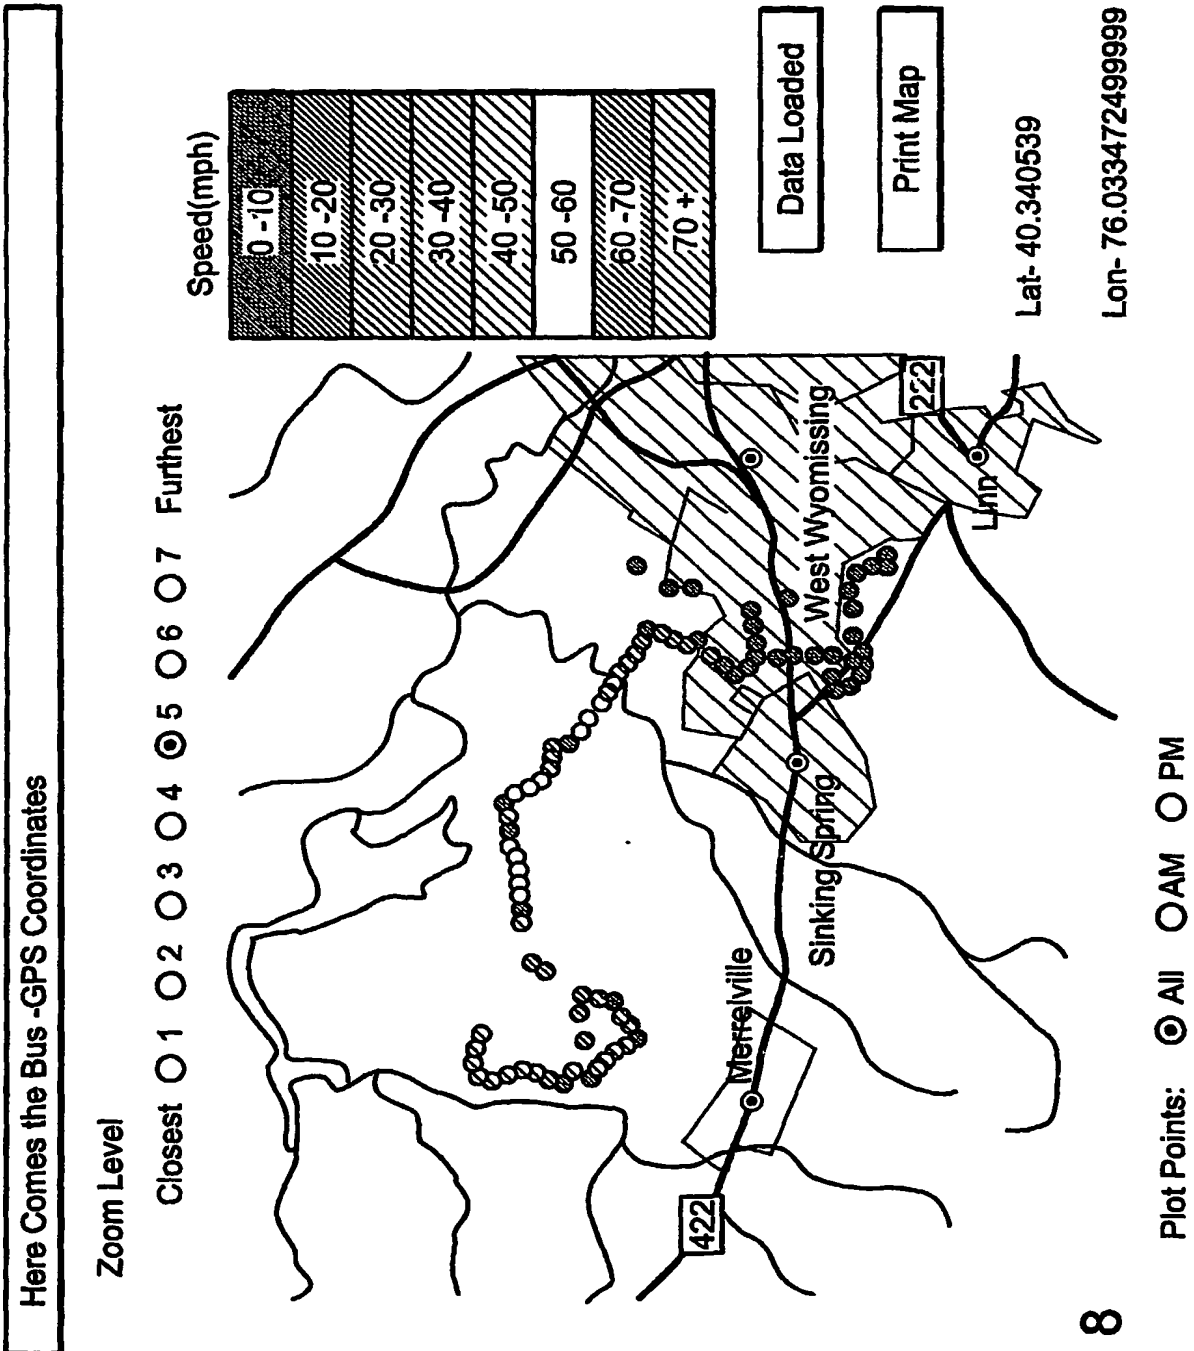 Here Comes the Bus -GPS Coordinates
Zoom Level
Closest 1 2 3 4 5 6 7 Furthest
Speed(mph)
0 -10
10 -20
20 -30
30 -40
40 -50
50 -60
60 -70
70 +
Data Loaded
Print Map
Lat- 40.340539
Lon- 76.03347249999
422
Merrelville
Sinking Spring
West Wyomissing
222
Linn
8
Plot Points: All AM PM